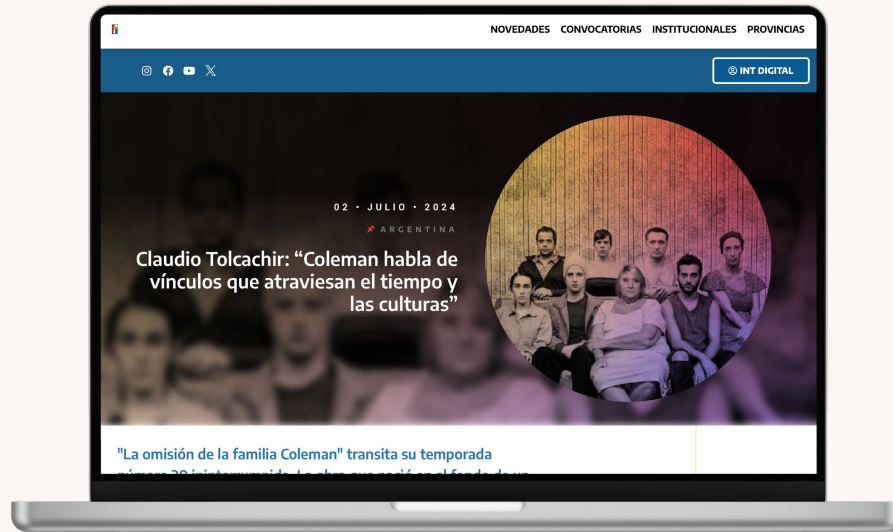 NOVEDADES CONVOCATORIAS INSTITUCIONALES PROVINCIAS
INT DIGITAL
02 · JULIO · 2024
ARGENTINA
Claudio Tolcachir: “Coleman habla de
vínculos que atraviesan el tiempo y
las culturas”
"La omisión de la familia Coleman" transita su temporada